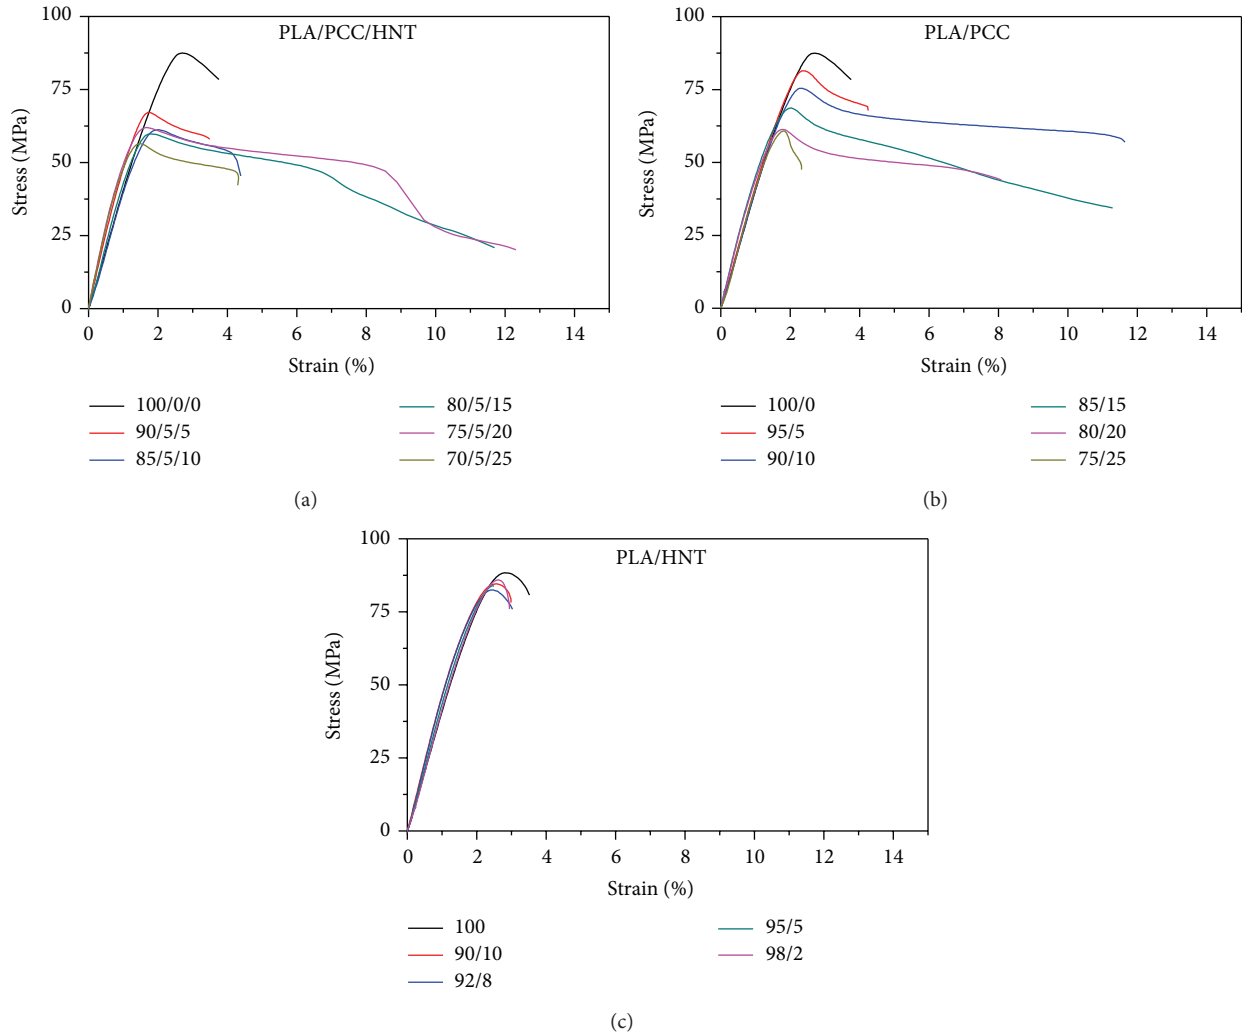 PLA/PCC/HNT
100
75
50
25
0
Stress (MPa)
0 2 4 6 8 10 12 14
Strain (%)
100/0/0 80/5/15
90/5/5 75/5/20
85/5/10 70/5/25
(a)
PLA/PCC
100
75
50
25
0
Stress (MPa)
0 2 4 6 8 10 12 14
Strain (%)
100/0 85/15
95/5 80/20
90/10 75/25
(b)
PLA/HNT
100
75
50
25
0
Stress (MPa)
0 2 4 6 8 10 12 14
Strain (%)
100 95/5
90/10 98/2
92/8
(c)